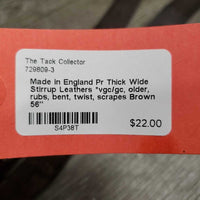 The Tack Collector
729609-3
Made in England Pr Thick Wide
Stirrup Leathers *vgc/gc, older,
rubs, bent, twist, scrapes Brown
56"
S4P38T
$22.00